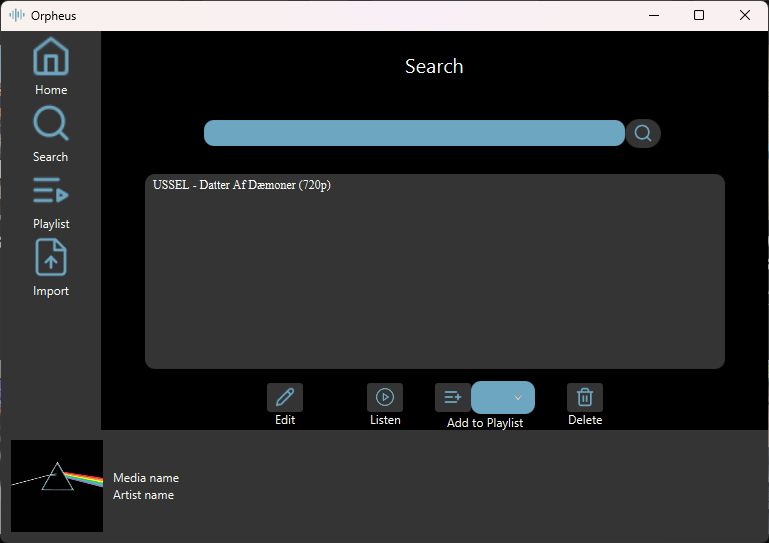 Orpheus
Home
Search
Playlist
Import
Search
USSEL - Datter Af Dæmoner (720p)
Edit
Listen
Add to Playlist
Delete
Media name
Artist name